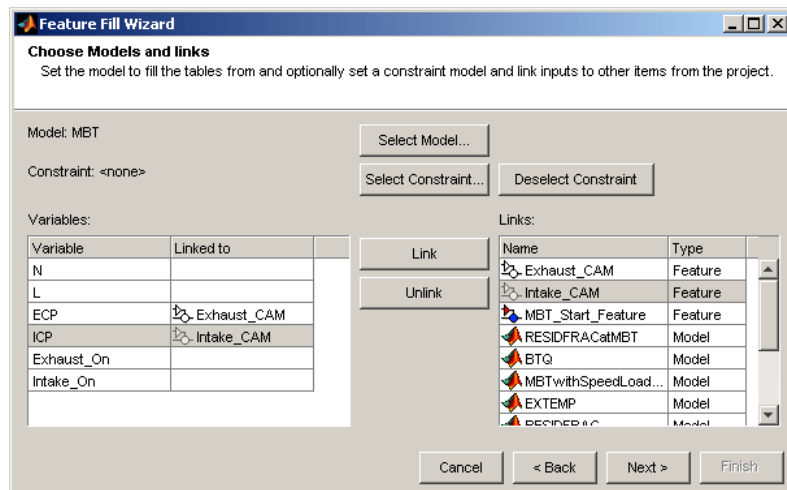 Feature Fill Wizard
Choose Models and links
Set the model to fill the tables from and optionally set a constraint model and link inputs to other items from the project.
Model: MBT
Select Model...
Constraint: <none>
Select Constraint...
Deselect Constraint
Variables:
Links:
Variable Linked to
Name Type
N
Link
Exhaust_CAM Feature
L
Intake_CAM Feature
ECP Exhaust_CAM
Unlink
MBT_Start_Feature Feature
ICP Intake_CAM
RESIDFRACatMBT Model
Exhaust_On
BTQ Model
Intake_On
MBTwithSpeedLoad... Model
EXTEMP Model
RESIDFRAC Model
Cancel
< Back
Next >
Finish